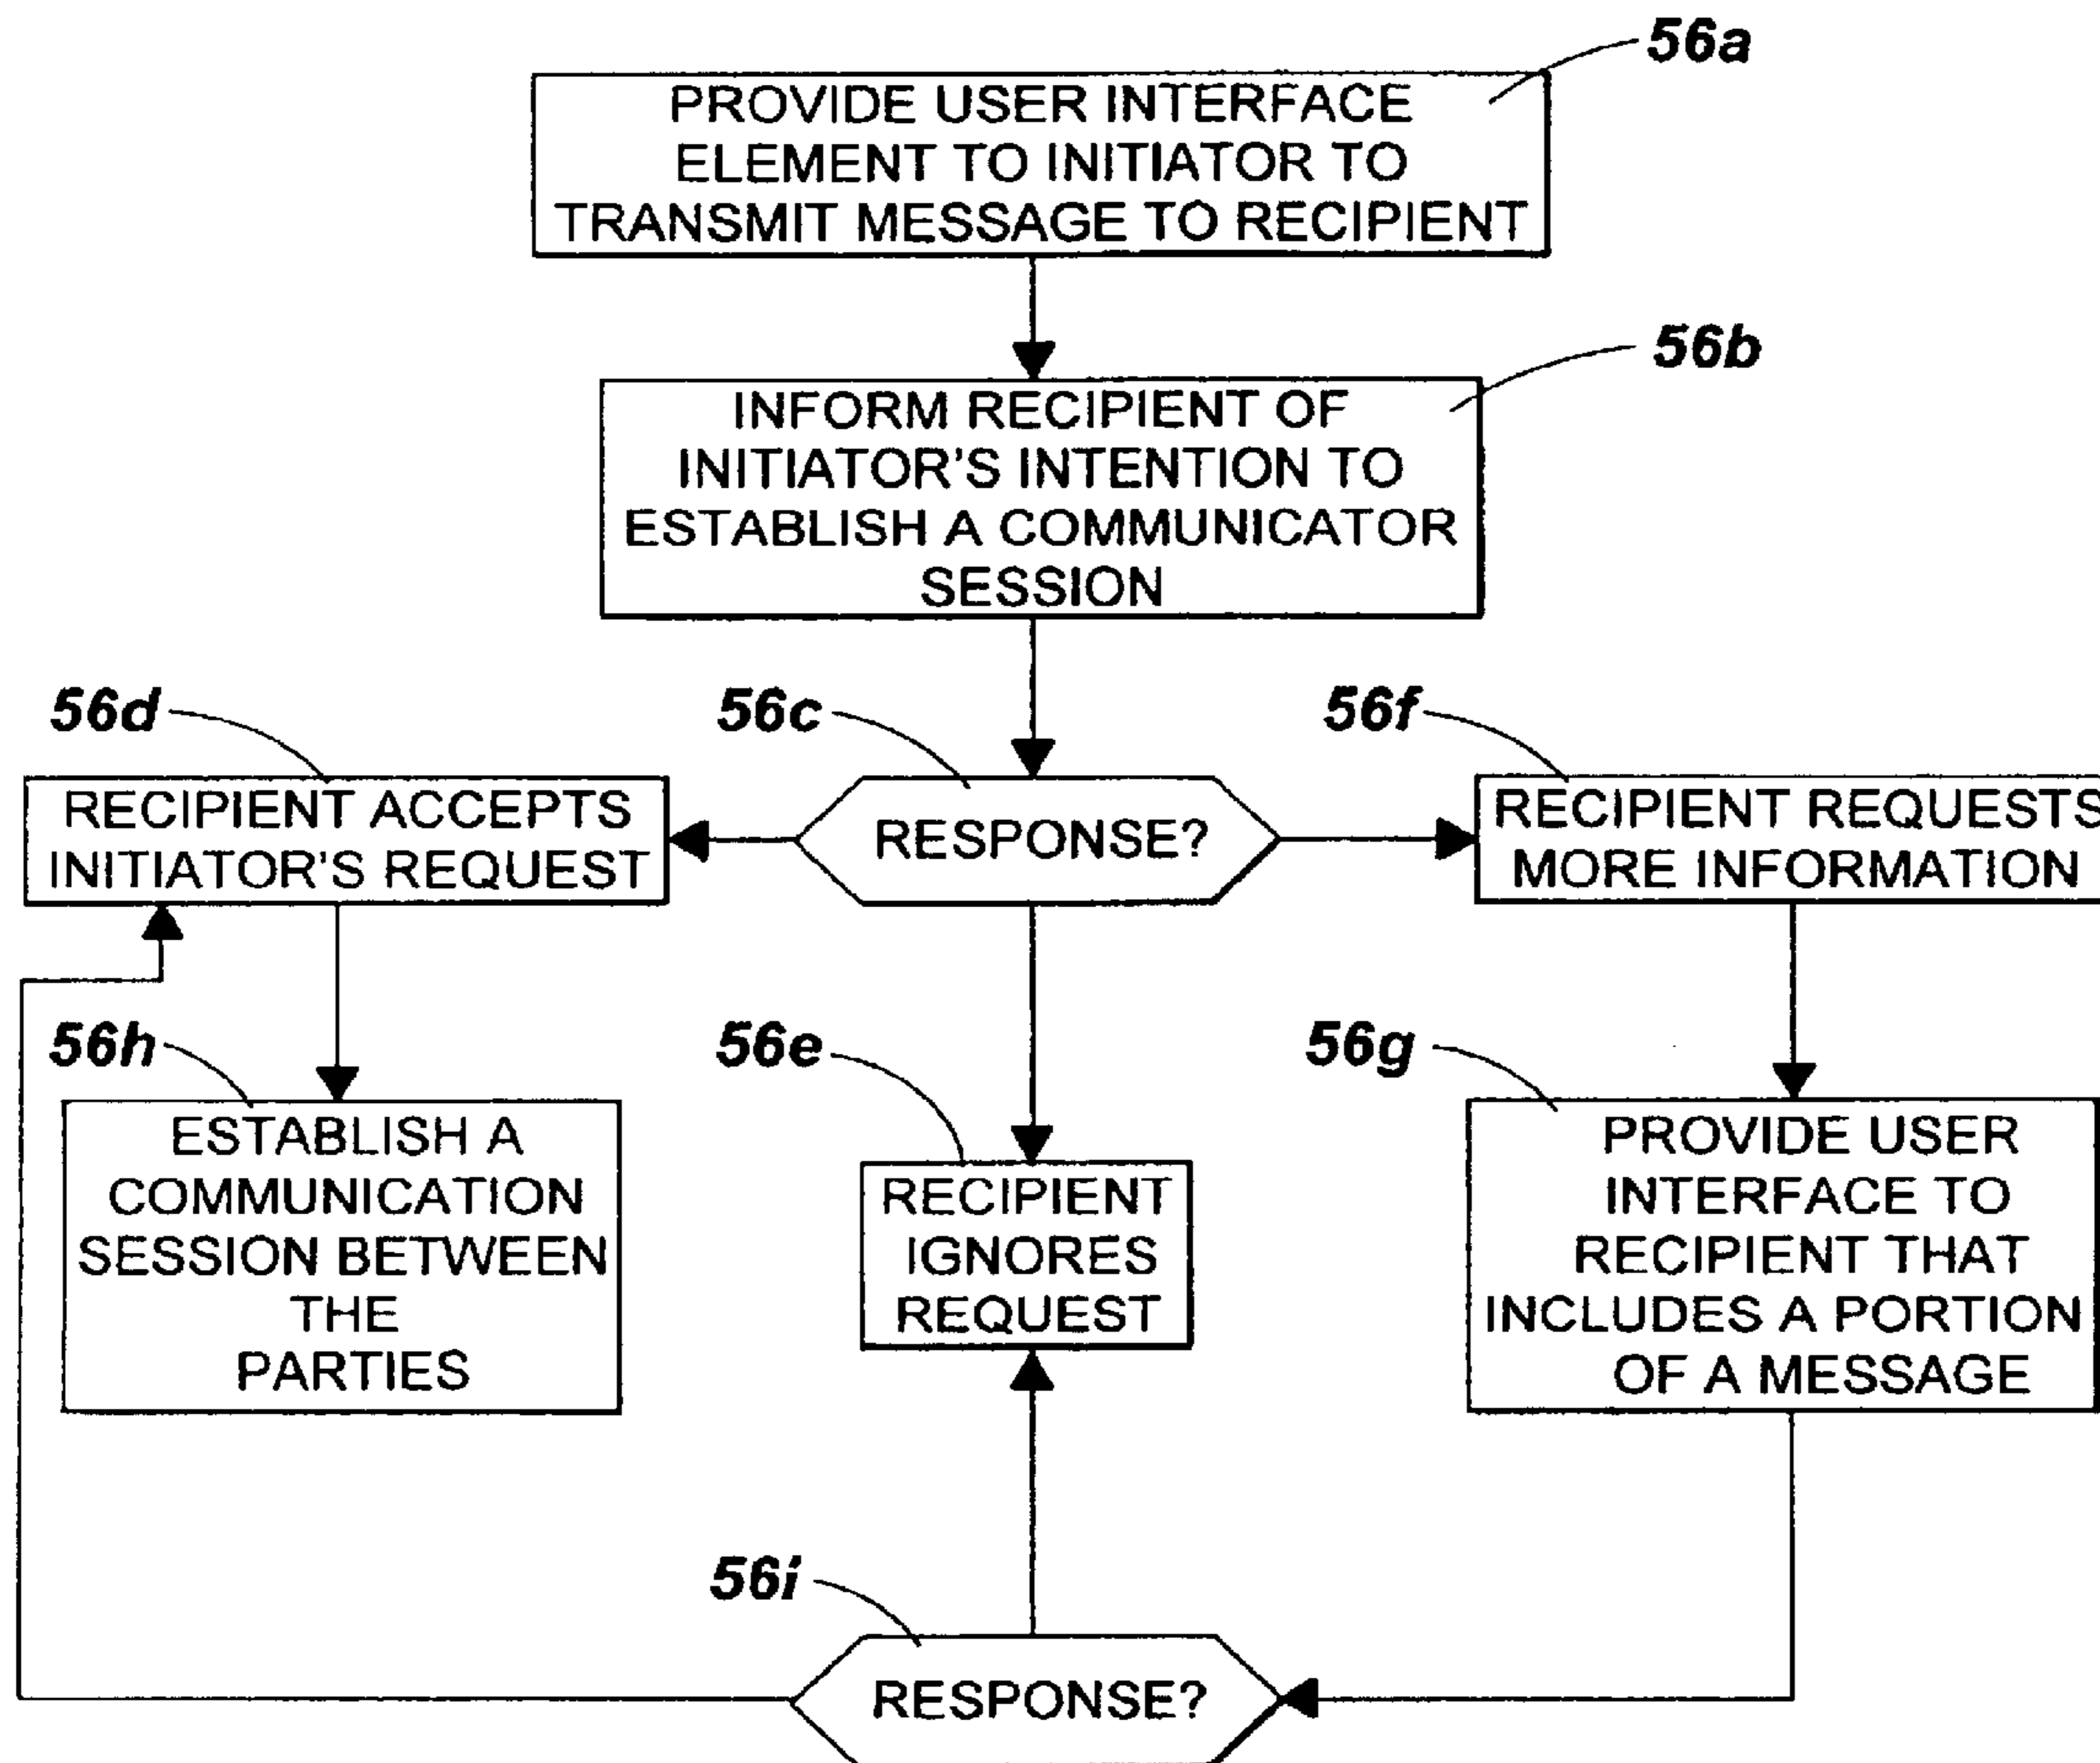 56a
PROVIDE USER INTERFACE
ELEMENT TO INITIATOR TO
TRANSMIT MESSAGE TO RECIPIENT
56b
INFORM RECIPIENT OF
INITIATOR'S INTENTION TO
ESTABLISH A COMMUNICATOR
SESSION
56d
56c
56f
RECIPIENT ACCEPTS
INITIATOR'S REQUEST
RESPONSE?
RECIPIENT REQUESTS
MORE INFORMATION
56h
56e
56g
ESTABLISH A
COMMUNICATION
SESSION BETWEEN
THE
PARTIES
RECIPIENT
IGNORES
REQUEST
PROVIDE USER
INTERFACE TO
RECIPIENT THAT
INCLUDES A PORTION
OF A MESSAGE
56i
RESPONSE?